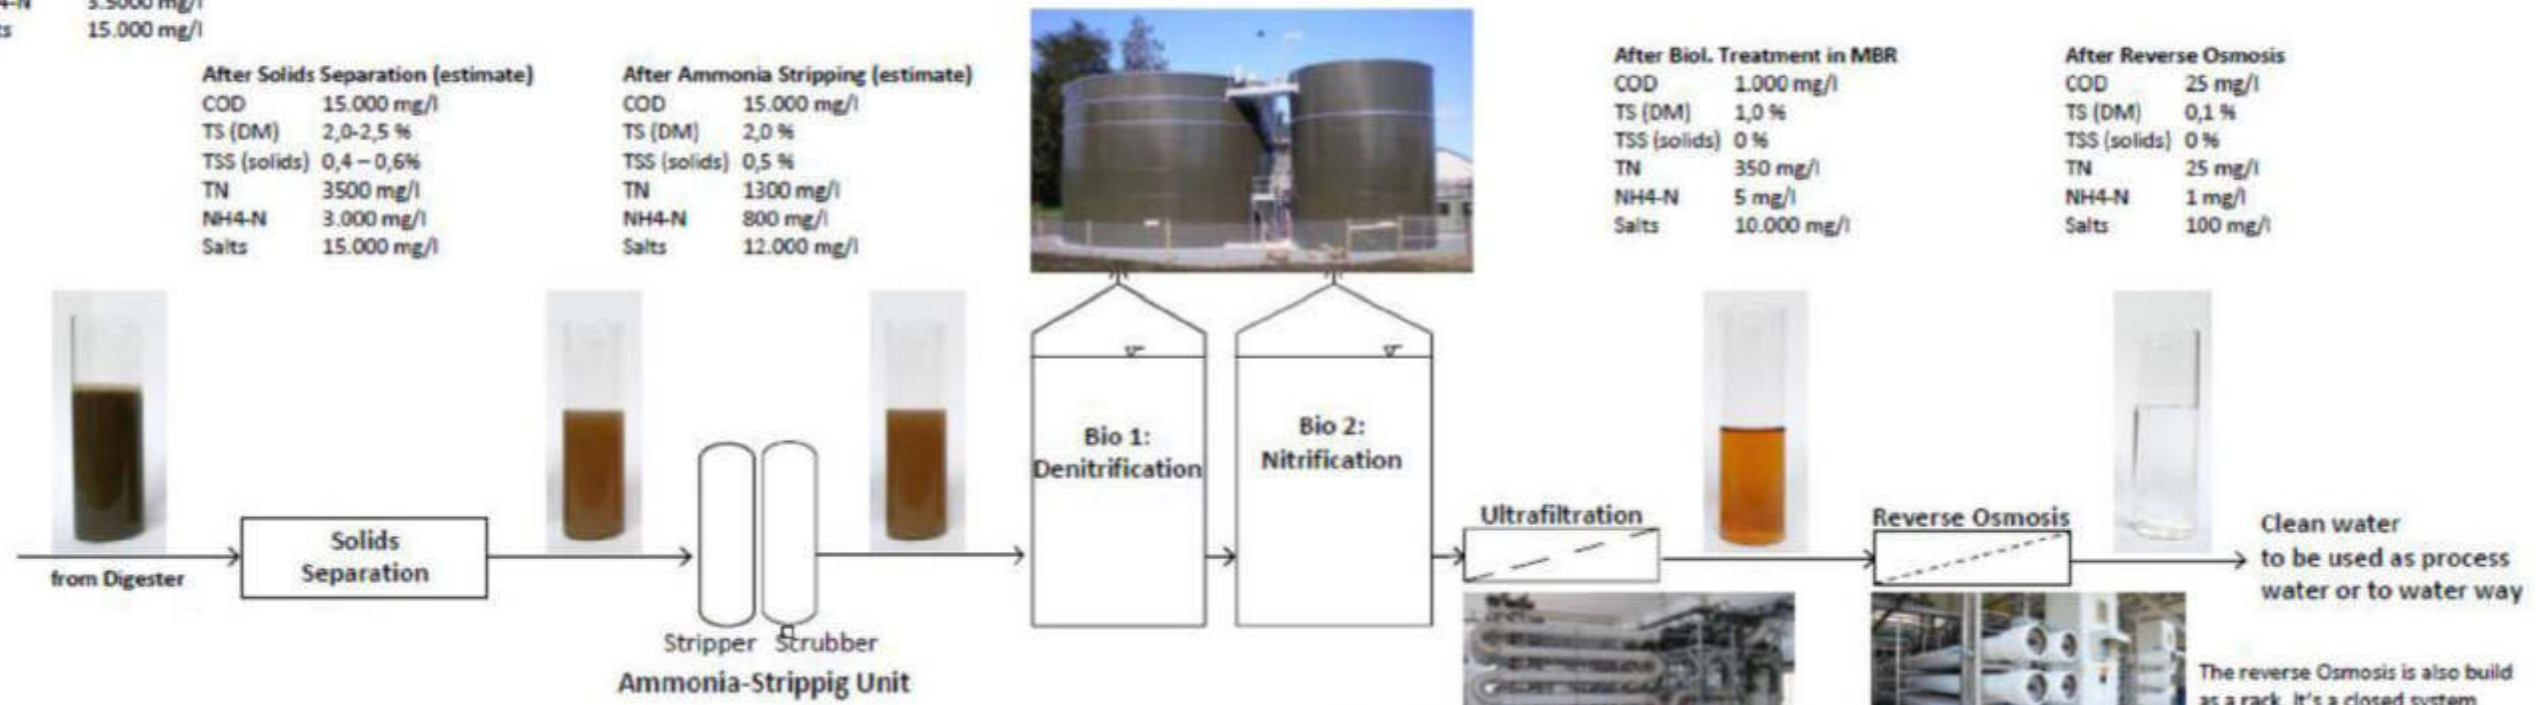 15.000 mg/l
After Solids Separation (estimate)
COD 15.000 mg/l
TS (DM) 2,0-2,5 %
TSS (solids) 0,4 – 0,6%
TN 3500 mg/l
NH4-N 3.000 mg/l
Salts 15.000 mg/l
After Ammonia Stripping (estimate)
COD 15.000 mg/l
TS (DM) 2,0 %
TSS (solids) 0,5 %
TN 1300 mg/l
NH4-N 800 mg/l
Salts 12.000 mg/l
After Biol. Treatment in MBR
COD 1.000 mg/l
TS (DM) 1,0 %
TSS (solids) 0 %
TN 350 mg/l
NH4-N 5 mg/l
Salts 10.000 mg/l
After Reverse Osmosis
COD 25 mg/l
TS (DM) 0,1 %
TSS (solids) 0 %
TN 25 mg/l
NH4-N 1 mg/l
Salts 100 mg/l
from Digester
Solids
Separation
Stripper Scrubber
Ammonia-Strippig Unit
Bio 1:
Denitrification
Bio 2:
Nitrification
Ultrafiltration
Reverse Osmosis
Clean water
to be used as process
water or to water way
The reverse Osmosis is also build
as a rack. It's a closed system